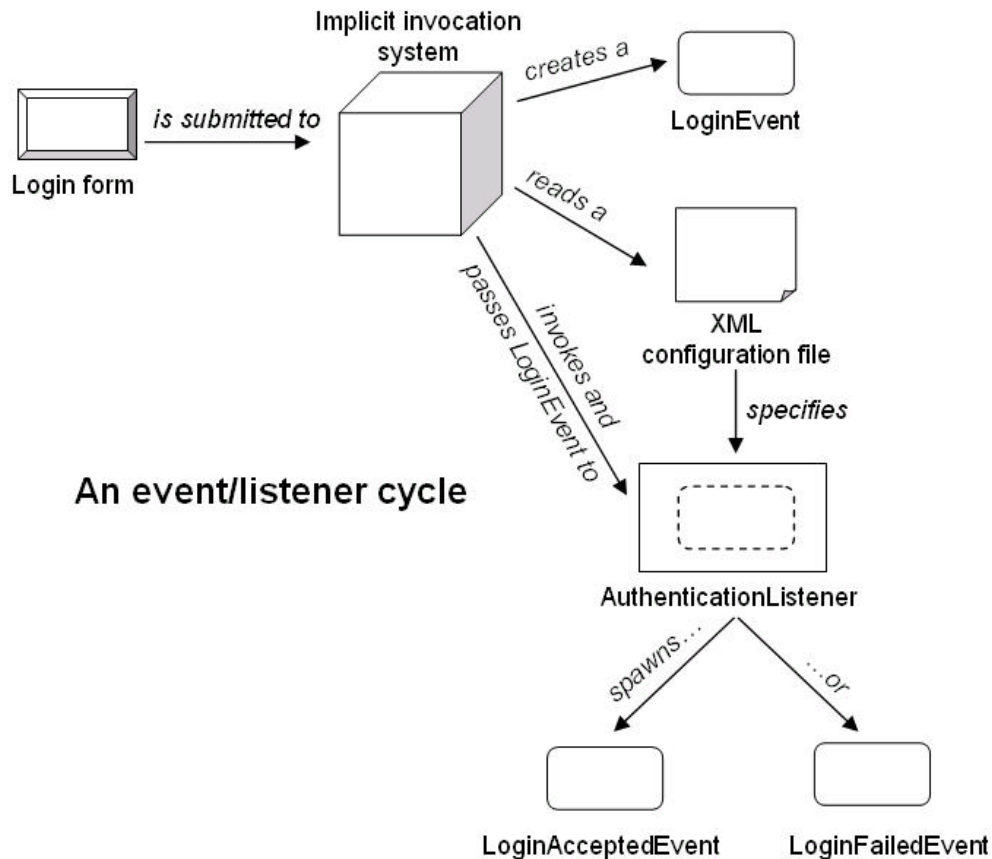 Implicit invocation
system
creates a
LoginEvent
is submitted to
Login form
reads a
XML
configuration file
invokes and
passes LoginEvent to
specifies
An event/listener cycle
AuthenticationListener
spawns...
...or
LoginAcceptedEvent
LoginFailedEvent